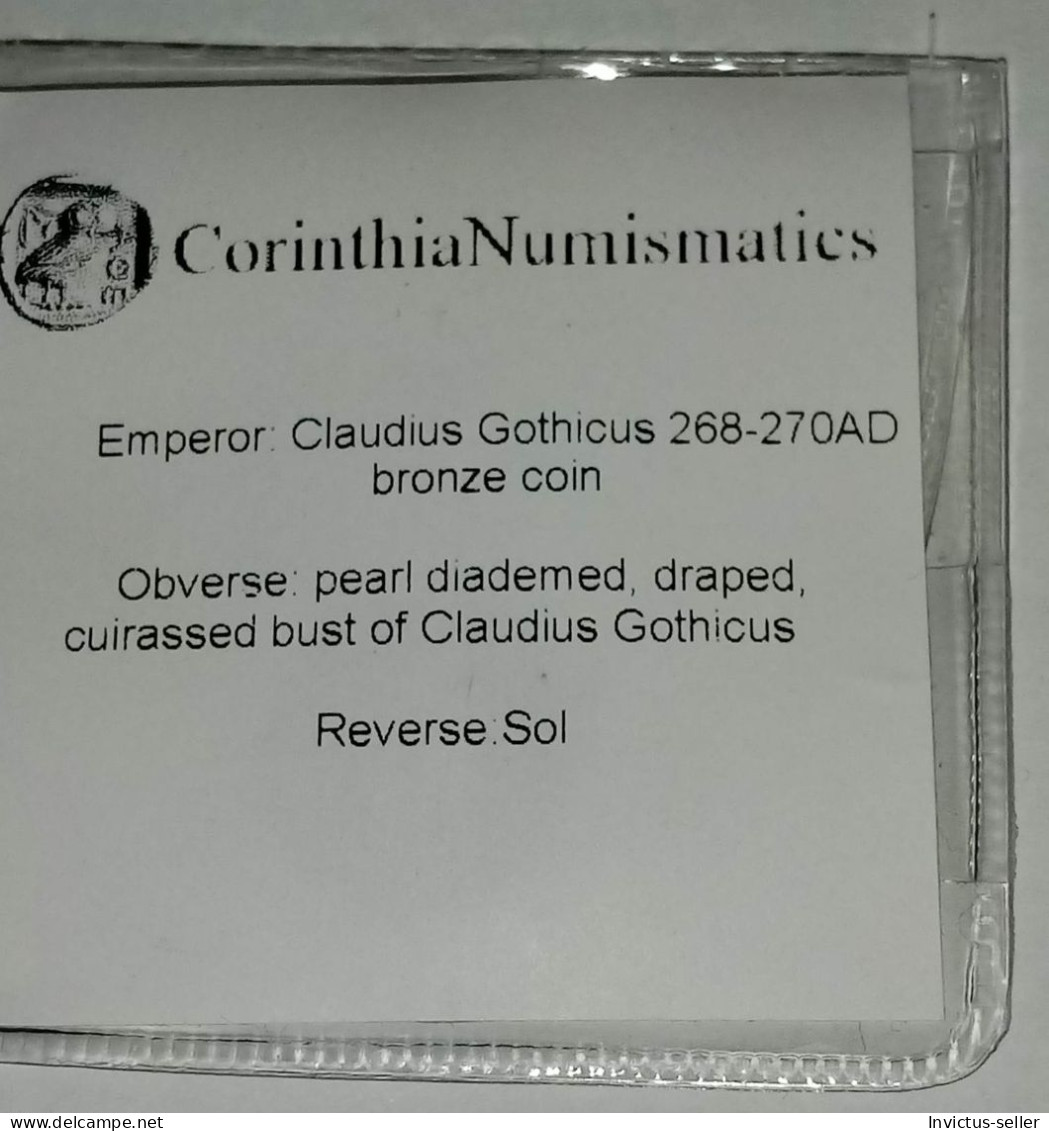 CorinthiaNumismatics
Emperor: Claudius Gothicus 268-270AD
bronze coin
Obverse: pearl diademed, draped,
cuirassed bust of Claudius Gothicus
Reverse:Sol
www.delcampe.net
Invictus-seller